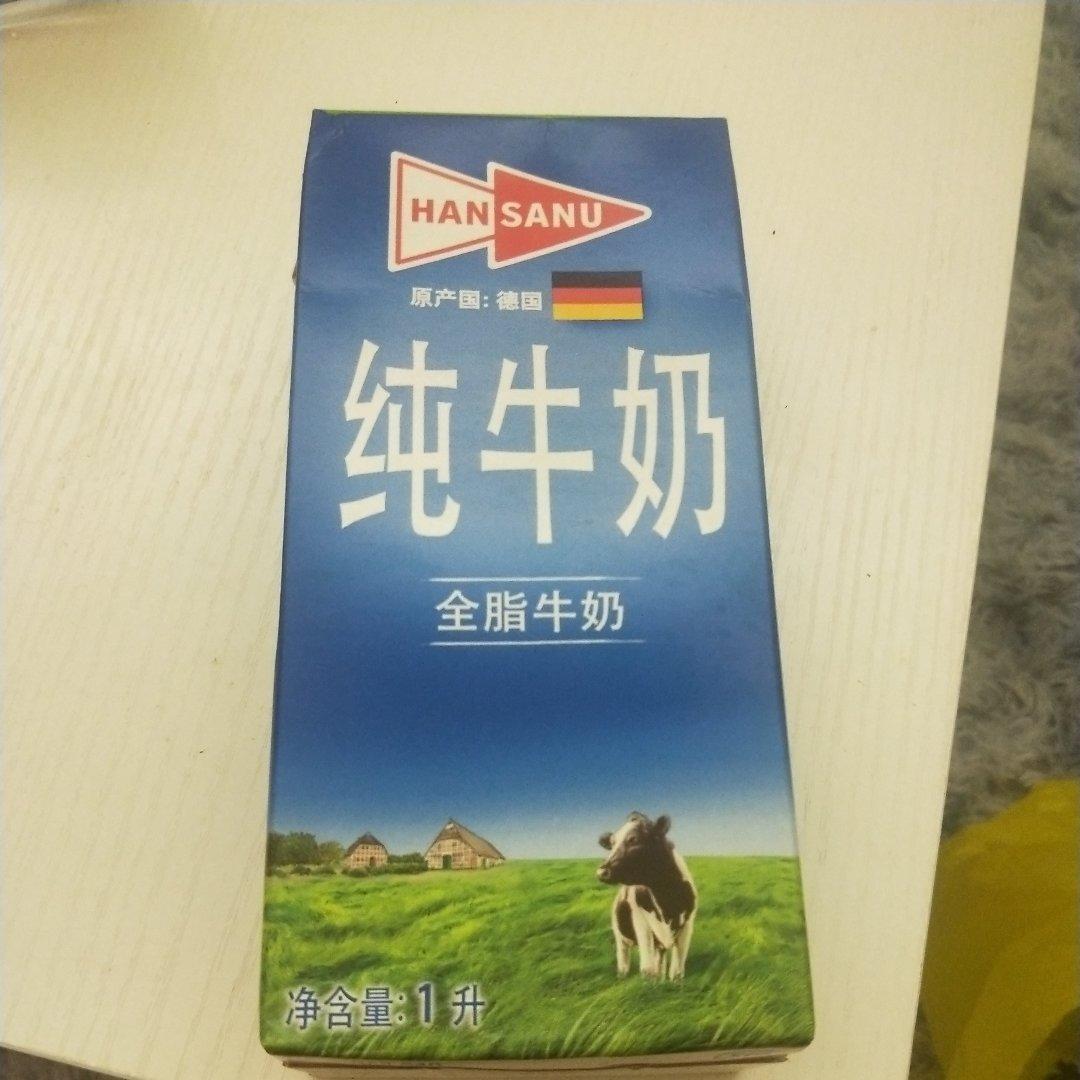 HANSANU
原产国: 德国
纯牛奶
全脂牛奶
净含量: 1 升